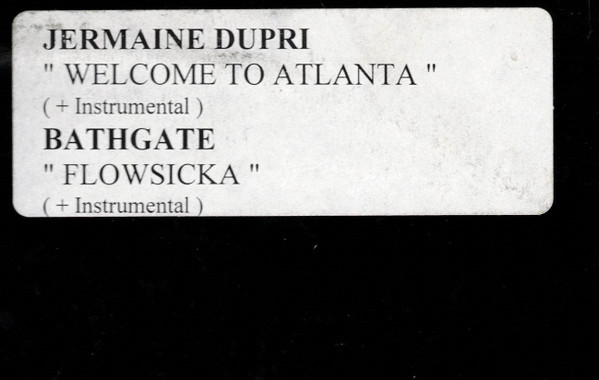 JERMAINE DUPRI
" WELCOME TO ATLANTA "
( + Instrumental )
BATHGATE
" FLOWSICKA "
( + Instrumental )